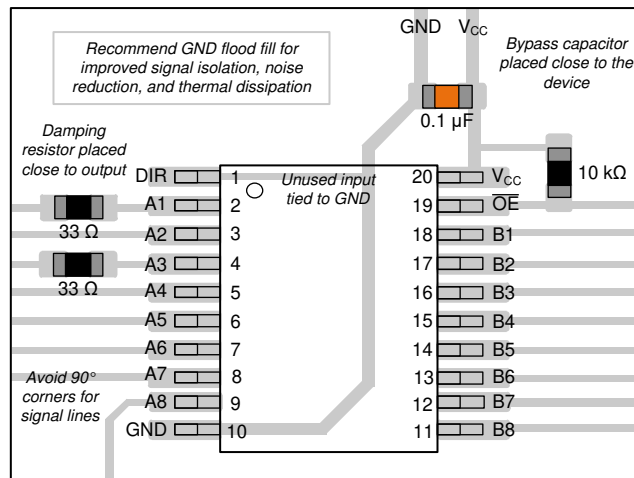 GND V_CC
Recommend GND flood fill for
improved signal isolation, noise
reduction, and thermal dissipation
Bypass capacitor
placed close to the
device
0.1 µF
Damping
resistor placed
close to output
DIR 1
Unused input
tied to GND
20 V_CC
10 kΩ
A1 2
19 O̅E̅
33 Ω
A2 3
18 B1
A3 4
17 B2
33 Ω
A4 5
16 B3
A5 6
15 B4
A6 7
14 B5
Avoid 90°
corners for
signal lines
A7 8
13 B6
A8 9
12 B7
GND 10
11 B8